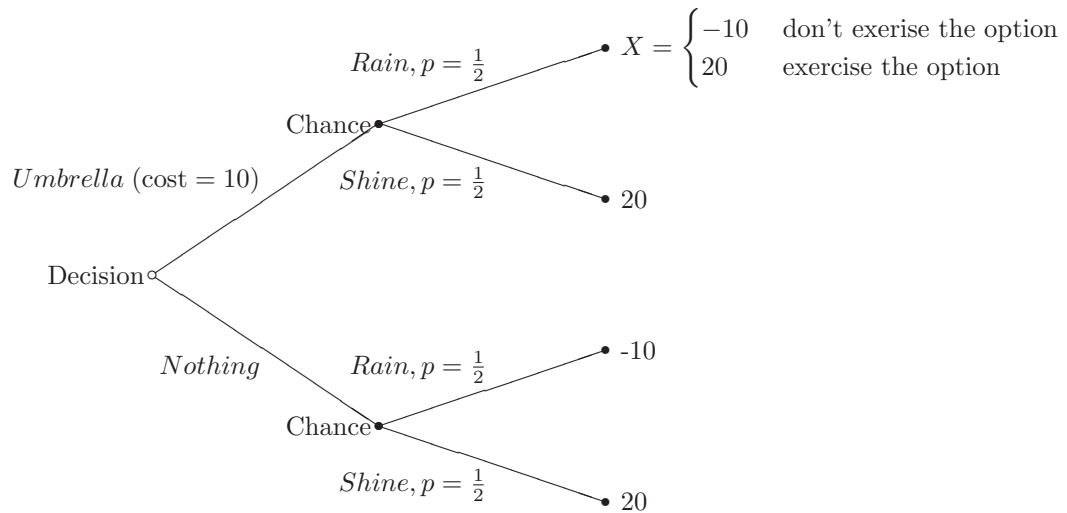 Rain, p = 1/2
X = { −10 don't exerise the option
20 exercise the option
Chance
Umbrella (cost = 10)
Shine, p = 1/2
20
Decision
Nothing
Rain, p = 1/2
-10
Chance
Shine, p = 1/2
20